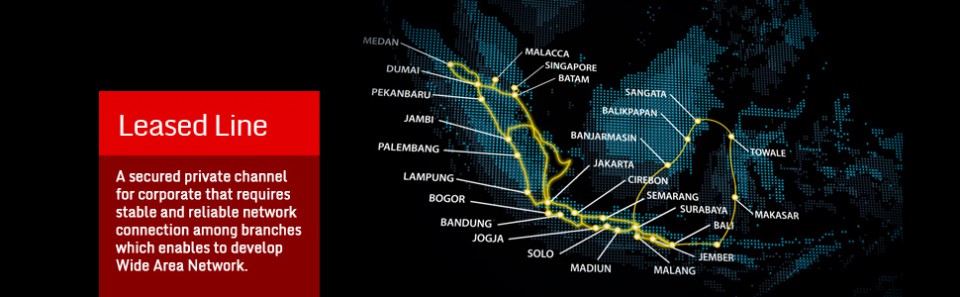 Leased Line
A secured private channel
for corporate that requires
stable and reliable network
connection among branches
which enables to develop
Wide Area Network.
MEDAN
DUMAI
PEKANBARU
JAMBI
PALEMBANG
LAMPUNG
BOGOR
BANDUNG
JOGJA
SOLO
MADIUN
MALANG
JEMBER
BALI
SURABAYA
SEMARANG
CIREBON
JAKARTA
MALACCA
SINGAPORE
BATAM
SANGATA
BALIKPAPAN
BANJARMASIN
TOWALE
MAKASAR